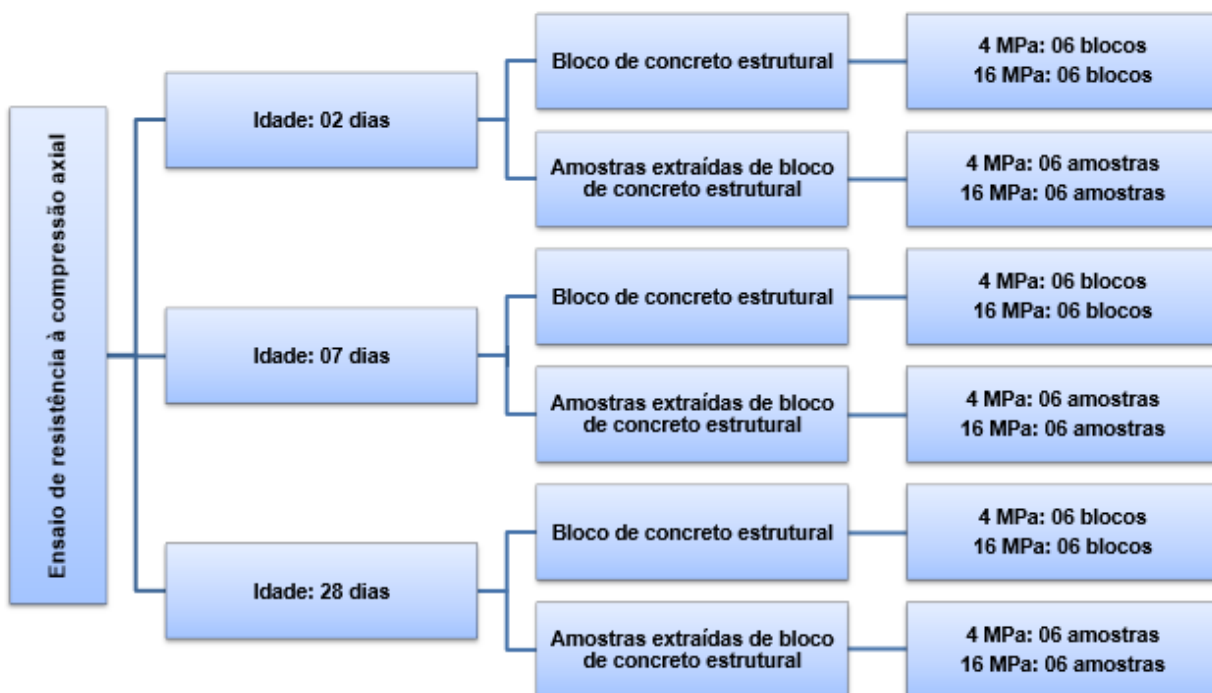 Ensaio de resistência à compressão axial
Idade: 02 dias
Bloco de concreto estrutural
4 MPa: 06 blocos
16 MPa: 06 blocos
Amostras extraídas de bloco
de concreto estrutural
4 MPa: 06 amostras
16 MPa: 06 amostras
Idade: 07 dias
Bloco de concreto estrutural
4 MPa: 06 blocos
16 MPa: 06 blocos
Amostras extraídas de bloco
de concreto estrutural
4 MPa: 06 amostras
16 MPa: 06 amostras
Idade: 28 dias
Bloco de concreto estrutural
4 MPa: 06 blocos
16 MPa: 06 blocos
Amostras extraídas de bloco
de concreto estrutural
4 MPa: 06 amostras
16 MPa: 06 amostras